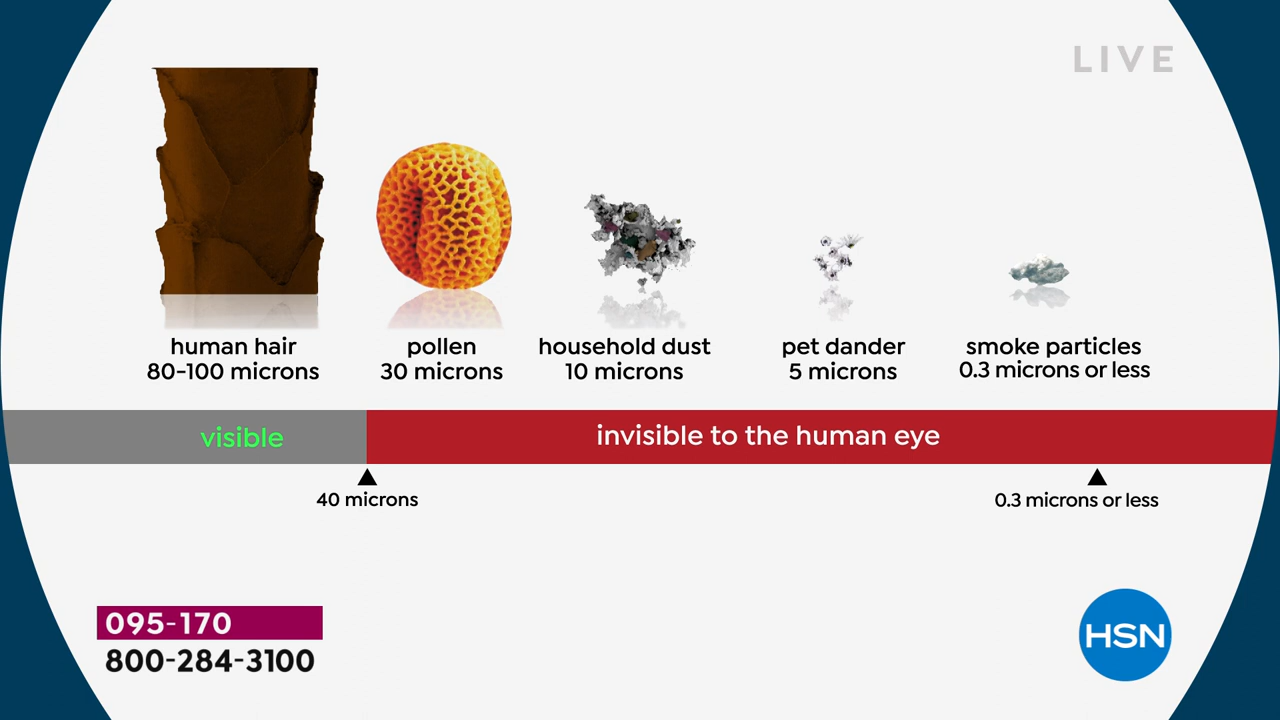 LIVE
human hair
80-100 microns
pollen
30 microns
household dust
10 microns
pet dander
5 microns
smoke particles
0.3 microns or less
visible
invisible to the human eye
40 microns
0.3 microns or less
095-170
800-284-3100
HSN